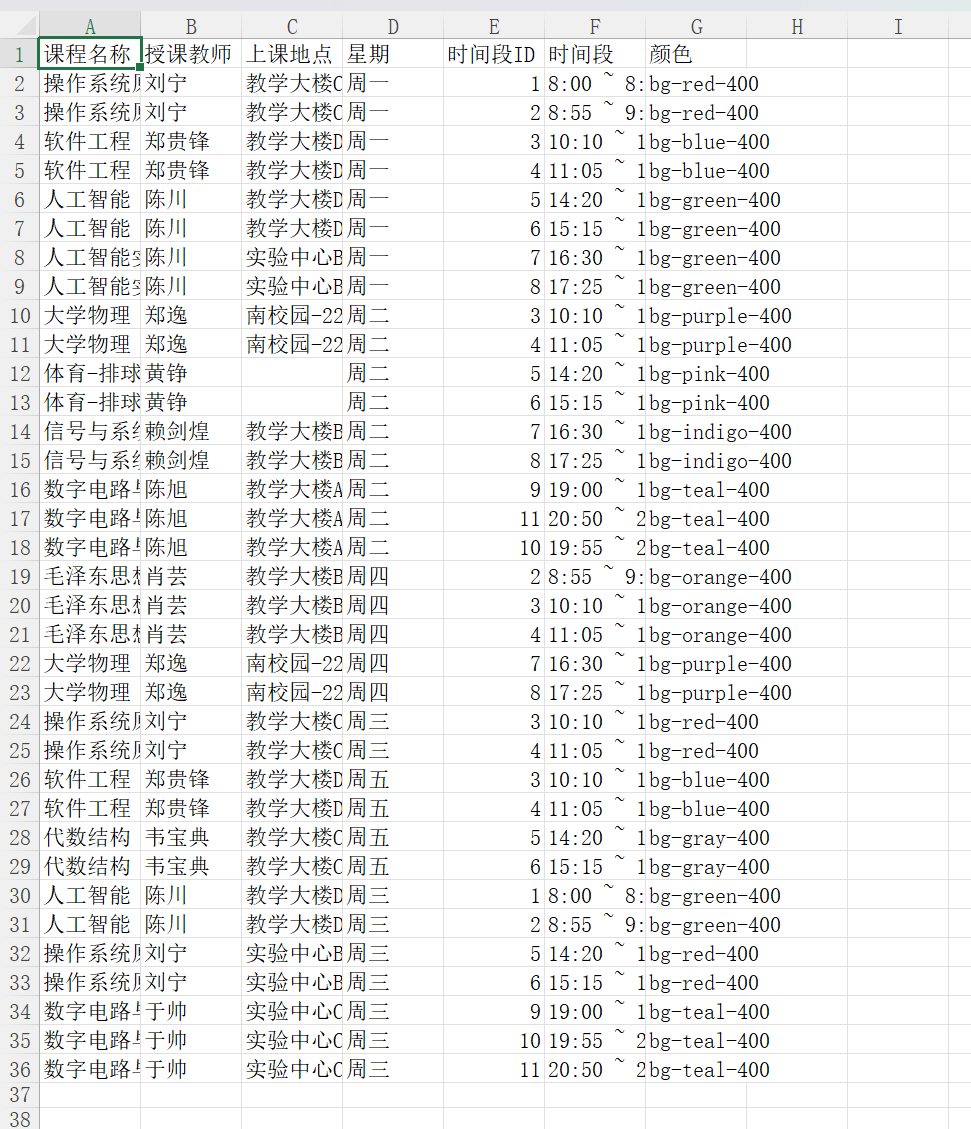 A B C D E F G H I
1 课程名称 授课教师 上课地点 星期 时间段ID 时间段 颜色
2 操作系统 刘宁 教学大楼C 周一 1 8:00 ~ 8: bg-red-400
3 操作系统 刘宁 教学大楼C 周一 2 8:55 ~ 9: bg-red-400
4 软件工程 郑贵锋 教学大楼D 周一 3 10:10 ~ 1 bg-blue-400
5 软件工程 郑贵锋 教学大楼D 周一 4 11:05 ~ 1 bg-blue-400
6 人工智能 陈川 教学大楼D 周一 5 14:20 ~ 1 bg-green-400
7 人工智能 陈川 教学大楼D 周一 6 15:15 ~ 1 bg-green-400
8 人工智能 陈川 实验中心B 周一 7 16:30 ~ 1 bg-green-400
9 人工智能 陈川 实验中心B 周一 8 17:25 ~ 1 bg-green-400
10 大学物理 郑逸 南校园-22 周二 3 10:10 ~ 1 bg-purple-400
11 大学物理 郑逸 南校园-22 周二 4 11:05 ~ 1 bg-purple-400
12 体育-排球 黄铮 周二 5 14:20 ~ 1 bg-pink-400
13 体育-排球 黄铮 周二 6 15:15 ~ 1 bg-pink-400
14 信号与系 赖剑煌 教学大楼B 周二 7 16:30 ~ 1 bg-indigo-400
15 信号与系 赖剑煌 教学大楼B 周二 8 17:25 ~ 1 bg-indigo-400
16 数字电路 陈旭 教学大楼A 周二 9 19:00 ~ 1 bg-teal-400
17 数字电路 陈旭 教学大楼A 周二 11 20:50 ~ 2 bg-teal-400
18 数字电路 陈旭 教学大楼A 周二 10 19:55 ~ 2 bg-teal-400
19 毛泽东思 肖芸 教学大楼B 周四 2 8:55 ~ 9: bg-orange-400
20 毛泽东思 肖芸 教学大楼B 周四 3 10:10 ~ 1 bg-orange-400
21 毛泽东思 肖芸 教学大楼B 周四 4 11:05 ~ 1 bg-orange-400
22 大学物理 郑逸 南校园-22 周四 7 16:30 ~ 1 bg-purple-400
23 大学物理 郑逸 南校园-22 周四 8 17:25 ~ 1 bg-purple-400
24 操作系统 刘宁 教学大楼C 周三 3 10:10 ~ 1 bg-red-400
25 操作系统 刘宁 教学大楼C 周三 4 11:05 ~ 1 bg-red-400
26 软件工程 郑贵锋 教学大楼D 周五 3 10:10 ~ 1 bg-blue-400
27 软件工程 郑贵锋 教学大楼D 周五 4 11:05 ~ 1 bg-blue-400
28 代数结构 韦宝典 教学大楼C 周五 5 14:20 ~ 1 bg-gray-400
29 代数结构 韦宝典 教学大楼C 周五 6 15:15 ~ 1 bg-gray-400
30 人工智能 陈川 教学大楼D 周三 1 8:00 ~ 8: bg-green-400
31 人工智能 陈川 教学大楼D 周三 2 8:55 ~ 9: bg-green-400
32 操作系统 刘宁 实验中心B 周三 5 14:20 ~ 1 bg-red-400
33 操作系统 刘宁 实验中心B 周三 6 15:15 ~ 1 bg-red-400
34 数字电路 于帅 实验中心C 周三 9 19:00 ~ 1 bg-teal-400
35 数字电路 于帅 实验中心C 周三 10 19:55 ~ 2 bg-teal-400
36 数字电路 于帅 实验中心C 周三 11 20:50 ~ 2 bg-teal-400
37
38